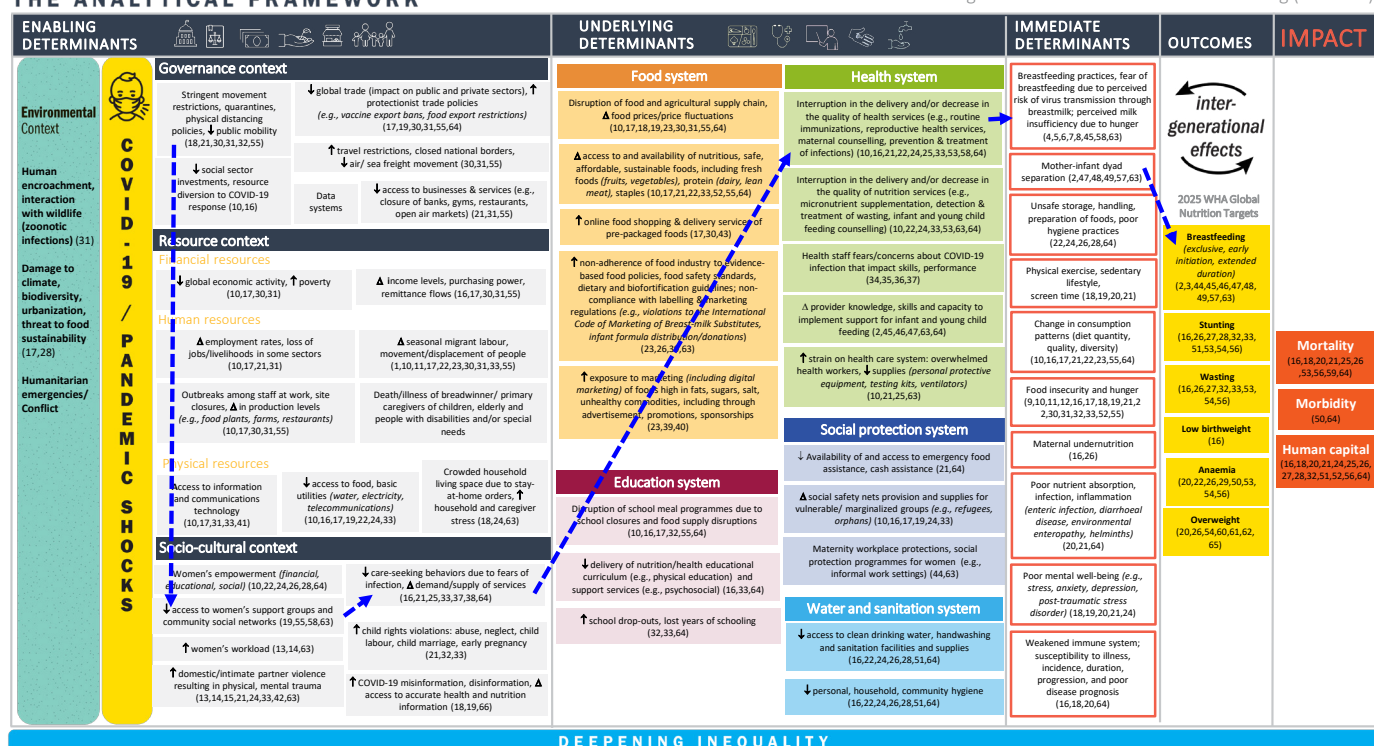 THE ANALYTICAL FRAMEWORK
ENABLING
DETERMINANTS
UNDERLYING
DETERMINANTS
IMMEDIATE
DETERMINANTS
OUTCOMES
IMPACT
Environmental
Context
Human
encroachment,
interaction
with wildlife
(zoonotic
infections) (31)
Damage to
climate,
biodiversity,
urbanization,
threat to food
sustainability
(17,28)
Humanitarian
emergencies/
Conflict
COVID-19 / PANDEMIC SHOCKS
Governance context
Stringent movement
restrictions, quarantines,
physical distancing
policies, ↓ public mobility
(18,21,30,31,32,55)
↓ global trade (impact on public and private sectors), ↑
protectionist trade policies
(e.g., vaccine export bans, food export restrictions)
(17,19,30,31,55,64)
↑ travel restrictions, closed national borders,
↓ air/ sea freight movement (30,31,55)
↓ social sector
investments, resource
diversion to COVID-19
response (10,16)
Data
systems
↓ access to businesses & services (e.g.,
closure of banks, gyms, restaurants,
open air markets) (21,31,55)
Resource context
Financial resources
↓ global economic activity, ↑ poverty
(10,17,30,31)
Δ income levels, purchasing power,
remittance flows (16,17,30,31,55)
Human resources
Δ employment rates, loss of
jobs/livelihoods in some sectors
(10,17,21,31)
Δ seasonal migrant labour,
movement/displacement of people
(1,10,11,17,22,23,30,31,33,55)
Outbreaks among staff at work, site
closures, Δ in production levels
(e.g., food plants, farms, restaurants)
(10,17,30,31,55)
Death/illness of breadwinner/ primary
caregivers of children, elderly and
people with disabilities and/or special
needs
Physical resources
Access to information
and communications
technology
(10,17,31,33,41)
↓ access to food, basic
utilities (water, electricity,
telecommunications)
(10,16,17,19,22,24,33)
Crowded household
living space due to stay-
at-home orders, ↑
household and caregiver
stress (18,24,63)
Socio-cultural context
Women's empowerment (financial,
educational, social) (10,22,24,26,28,64)
↓ access to women's support groups and
community social networks (19,55,58,63)
↑ women's workload (13,14,63)
↑ domestic/intimate partner violence
resulting in physical, mental trauma
(13,14,15,21,24,33,42,63)
↓ care-seeking behaviors due to fears of
infection, Δ demand/supply of services
(16,21,25,33,37,38,64)
↑ child rights violations: abuse, neglect, child
labour, child marriage, early pregnancy
(21,32,33)
↑ COVID-19 misinformation, disinformation, Δ
access to accurate health and nutrition
information (18,19,66)
Food system
Disruption of food and agricultural supply chain,
Δ food prices/price fluctuations
(10,17,18,19,23,30,31,55,64)
Δ access to and availability of nutritious, safe,
affordable, sustainable foods, including fresh
foods (fruits, vegetables), protein (dairy, lean
meat), staples (10,17,21,22,33,52,55,64)
↑ online food shopping & delivery services of
pre-packaged foods (17,30,43)
↑ non-adherence of food industry to evidence-
based food policies, food safety standards,
dietary and biofortification guidelines; non-
compliance with labelling & marketing
regulations (e.g., violations to the International
Code of Marketing of Breast-milk Substitutes,
infant formula distribution/donations)
↑ exposure to marketing (including digital
marketing) of foods high in fats, sugars, salt,
unhealthy commodities, including through
advertisement, promotions, sponsorships
(23,39,40)
Education system
Disruption of school meal programmes due to
school closures and food supply disruptions
(10,16,17,32,55,64)
↓ delivery of nutrition/health educational
curriculum (e.g., physical education) and
support services (e.g., psychosocial) (16,33,64)
↑ school drop-outs, lost years of schooling
(32,33,64)
Health system
Interruption in the delivery and/or decrease in
the quality of health services (e.g., routine
immunizations, reproductive health services,
maternal counselling, prevention & treatment
of infections) (10,16,21,22,24,25,33,53,58,64)
Interruption in the delivery and/or decrease in
the quality of nutrition services (e.g.,
micronutrient supplementation, detection &
treatment of wasting, infant and young child
feeding counselling) (10,22,24,33,53,63,64)
Health staff fears/concerns about COVID-19
infection that impact skills, performance
(34,35,36,37)
Δ provider knowledge, skills and capacity to
implement support for infant and young child
feeding (2,45,46,47,63,64)
↑ strain on health care system: overwhelmed
health workers, ↓ supplies (personal protective
equipment, testing kits, ventilators)
(10,21,25,63)
Social protection system
↓ Availability of and access to emergency food
assistance, cash assistance (21,64)
Δ social safety nets provision and supplies for
vulnerable/ marginalized groups (e.g., refugees,
orphans) (10,16,17,19,24,33)
Maternity workplace protections, social
protection programmes for women (e.g.,
informal work settings) (44,63)
Water and sanitation system
↓ access to clean drinking water, handwashing
and sanitation facilities and supplies
(16,22,24,26,28,51,64)
↓ personal, household, community hygiene
(16,22,24,26,28,51,64)
Breastfeeding practices, fear of
breastfeeding due to perceived
risk of virus transmission through
breastmilk; perceived milk
insufficiency due to hunger
(4,5,6,7,8,45,58,63)
Mother-infant dyad
separation (2,47,48,49,57,63)
Unsafe storage, handling,
preparation of foods, poor
hygiene practices
(22,24,26,28,64)
Physical exercise, sedentary
lifestyle,
screen time (18,19,20,21)
Change in consumption
patterns (diet quantity,
quality, diversity)
(10,16,17,21,22,23,55,64)
Food insecurity and hunger
(9,10,11,12,16,17,18,19,21,2
2,30,31,32,33,52,55)
Maternal undernutrition
(16,26)
Poor nutrient absorption,
infection, inflammation
(enteric infection, diarrhoeal
disease, environmental
enteropathy, helminths)
(20,21,64)
Poor mental well-being (e.g.,
stress, anxiety, depression,
post-traumatic stress
disorder) (18,19,20,21,24)
Weakened immune system;
susceptibility to illness,
incidence, duration,
progression, and poor
disease prognosis
(16,18,20,64)
inter-
generational
effects
2025 WHA Global
Nutrition Targets
Breastfeeding
(exclusive, early
initiation, extended
duration)
(2,3,44,45,46,47,48,
49,57,63)
Stunting
(16,26,27,28,32,33,
51,53,54,56)
Wasting
(16,26,27,32,33,53,
54,56)
Low birthweight
(16)
Anaemia
(20,22,26,29,50,53,
54,56)
Overweight
(20,26,54,60,61,62,
65)
Mortality
(16,18,20,21,25,26
,53,56,59,64)
Morbidity
(50,64)
Human capital
(16,18,20,21,24,25,26,
27,28,32,51,52,56,64)
DEEPENING INEQUALITY